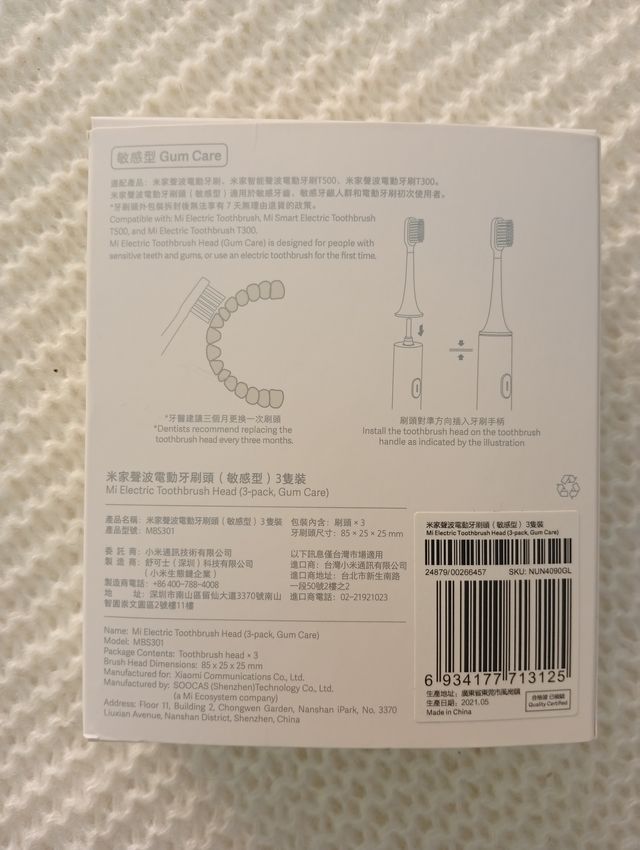 敏感型 Gum Care
適配產品：米家聲波電動牙刷、米家智能聲波電動牙刷T500、米家聲波電動牙刷T300。
米家聲波電動牙刷頭（敏感型）適用於敏感牙齒、敏感牙齦人群和電動牙刷初次使用者。
*牙刷頭外包裝拆封後無法享有 7 天無理由退貨的政策。
Compatible with: Mi Electric Toothbrush, Mi Smart Electric Toothbrush
T500, and Mi Electric Toothbrush T300.
Mi Electric Toothbrush Head (Gum Care) is designed for people with
sensitive teeth and gums, or use an electric toothbrush for the first time.
*牙醫建議三個月更換一次刷頭
*Dentists recommend replacing the
toothbrush head every three months.
刷頭對準方向插入牙刷手柄
Install the toothbrush head on the toothbrush
handle as indicated by the illustration
米家聲波電動牙刷頭（敏感型）3隻裝
Mi Electric Toothbrush Head (3-pack, Gum Care)
產品名稱：米家聲波電動牙刷頭（敏感型）3隻裝
產品型號：MBS301
包裝內含：刷頭 × 3
牙刷頭尺寸：85 × 25 × 25 mm
委 託 商：小米通訊技術有限公司
製 造 商：舒可士（深圳）科技有限公司
（小米生態鏈企業）
製造商電話：+86 400-788-4008
地　　址：深圳市南山區留仙大道3370號南山
智園崇文園區2號樓11樓
以下訊息僅台灣市場適用
進口商：台灣小米通訊有限公司
進口商地址：台北市新生南路
一段50號2樓之2
進口商電話：02-21921023
Name: Mi Electric Toothbrush Head (3-pack, Gum Care)
Model: MBS301
Package Contents: Toothbrush head × 3
Brush Head Dimensions: 85 x 25 x 25 mm
Manufactured for: Xiaomi Communications Co., Ltd.
Manufactured by: SOOCAS (Shenzhen)Technology Co., Ltd.
(a Mi Ecosystem company)
Address: Floor 11, Building 2, Chongwen Garden, Nanshan iPark, No. 3370
Liuxian Avenue, Nanshan District, Shenzhen, China
米家聲波電動牙刷頭（敏感型）3隻裝
Mi Electric Toothbrush Head (3-pack, Gum Care)
24879/00266457 SKU: NUN4090GL
6 934177 713125
生產地址：廣東省東莞市鳳崗鎮
生產日期：2021.05
Made in China
合格證 已檢驗
Quality Certified